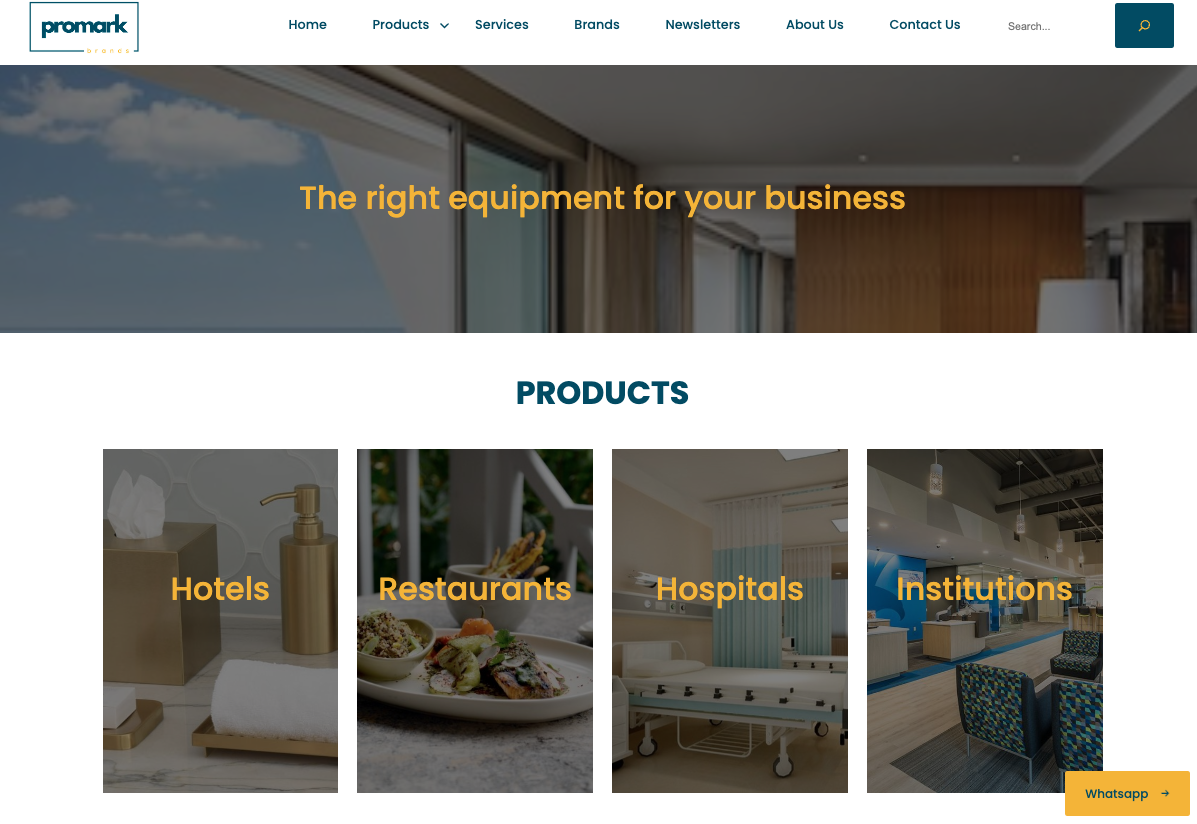 promark
brands
Home
Products
Services
Brands
Newsletters
About Us
Contact Us
Search...
The right equipment for your business
PRODUCTS
Hotels
Restaurants
Hospitals
Institutions
Whatsapp →